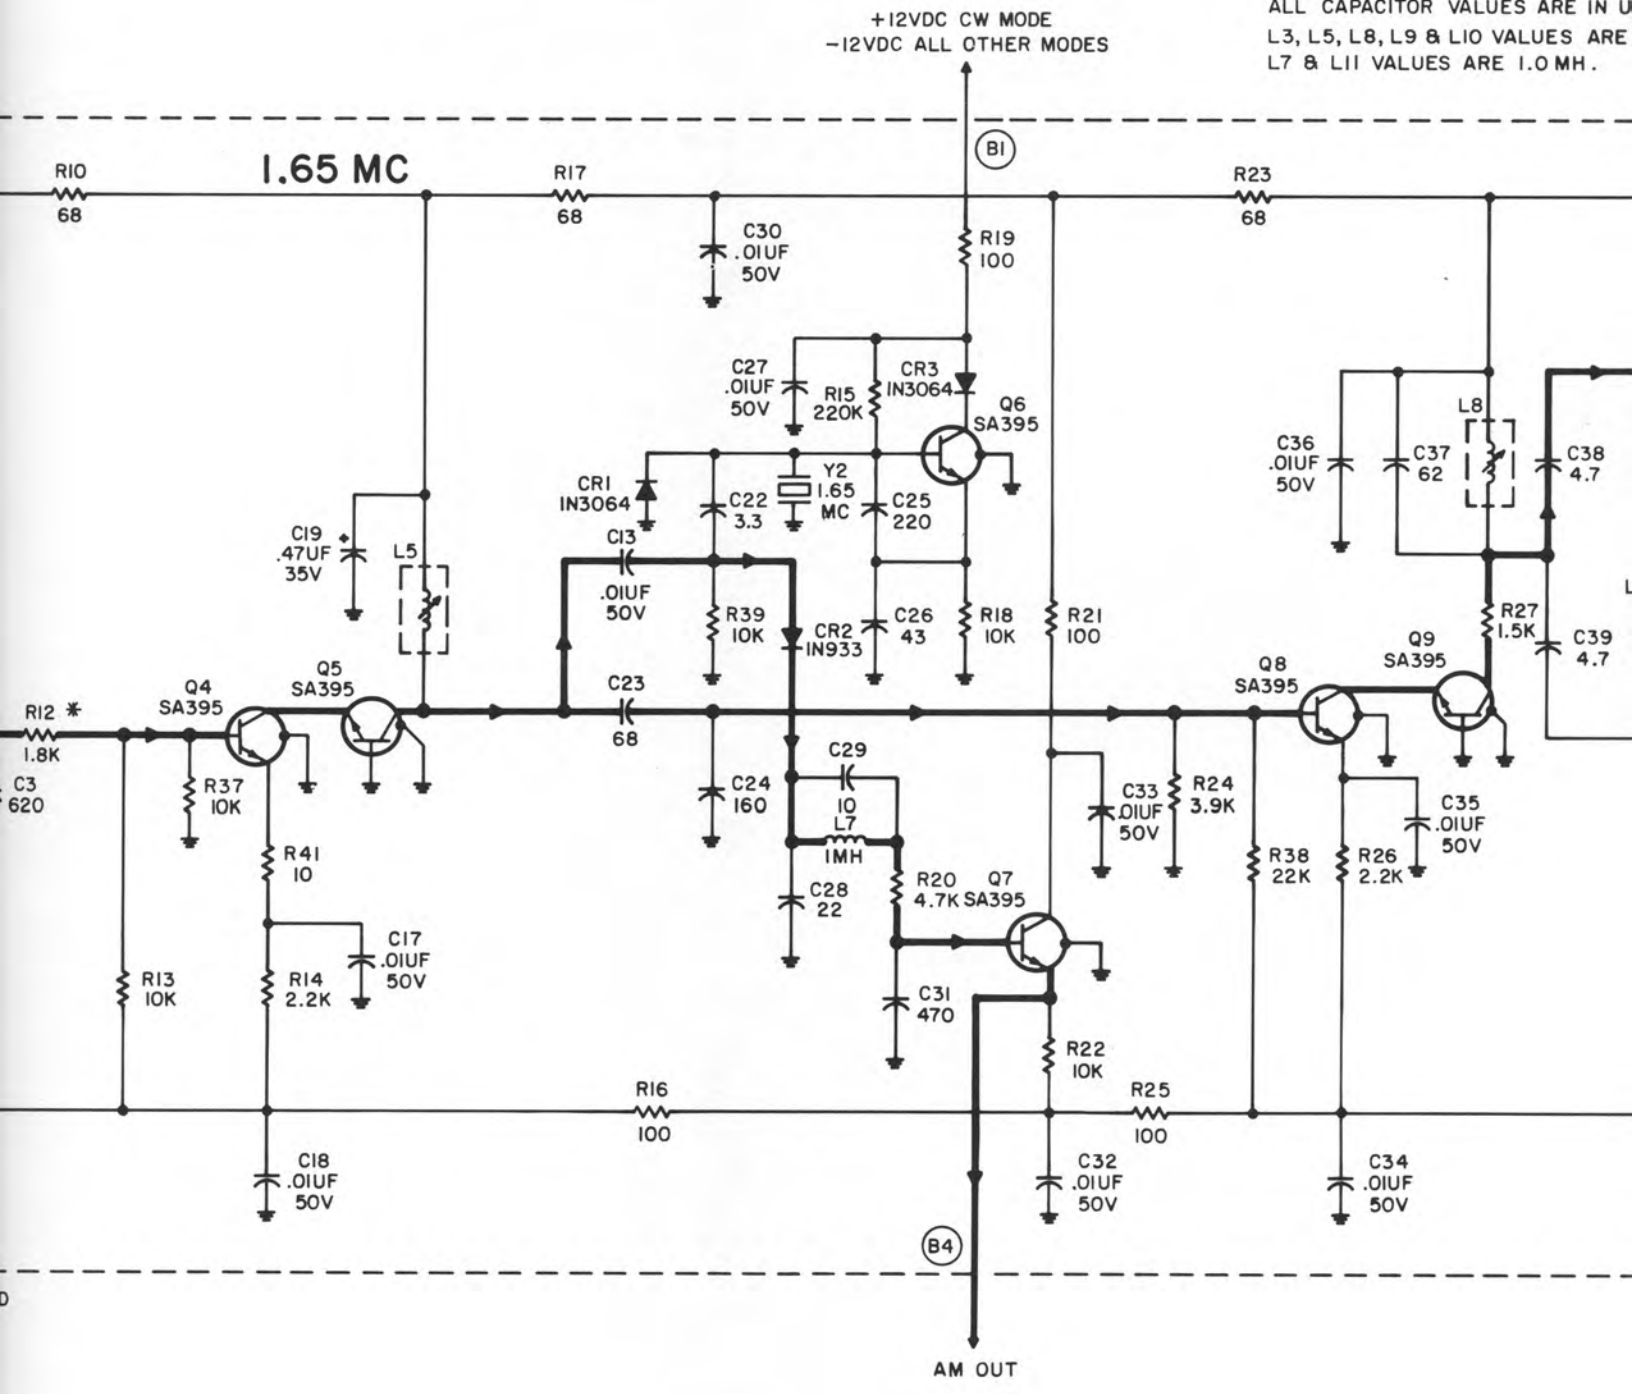 +12VDC CW MODE
-12VDC ALL OTHER MODES
ALL CAPACITOR VALUES ARE IN U
L3, L5, L8, L9 & L10 VALUES ARE
L7 & L11 VALUES ARE 1.0 MH.
B1
R10
68
1.65 MC
R17
68
R23
68
C30
.01UF
50V
R19
100
C27
.01UF
50V
R15
220K
CR3
1N3064
Q6
SA395
CR1
1N3064
C22
3.3
Y2
1.65
MC
C25
220
C36
.01UF
50V
C37
62
L8
C38
4.7
C19
.47UF
35V
+
L5
C13
.01UF
50V
R39
10K
CR2
1N933
C26
43
R18
10K
R21
100
R27
1.5K
C39
4.7
L
Q4
SA395
Q5
SA395
C23
68
Q8
SA395
Q9
SA395
R12 *
1.8K
C3
620
R37
10K
C24
160
C29
10
L7
1MH
C33
.01UF
50V
R24
3.9K
R38
22K
R26
2.2K
C35
.01UF
50V
R41
10
C28
22
R20
4.7K
Q7
SA395
C17
.01UF
50V
R13
10K
R14
2.2K
C31
470
R22
10K
R16
100
R25
100
C18
.01UF
50V
C32
.01UF
50V
C34
.01UF
50V
B4
D
AM OUT